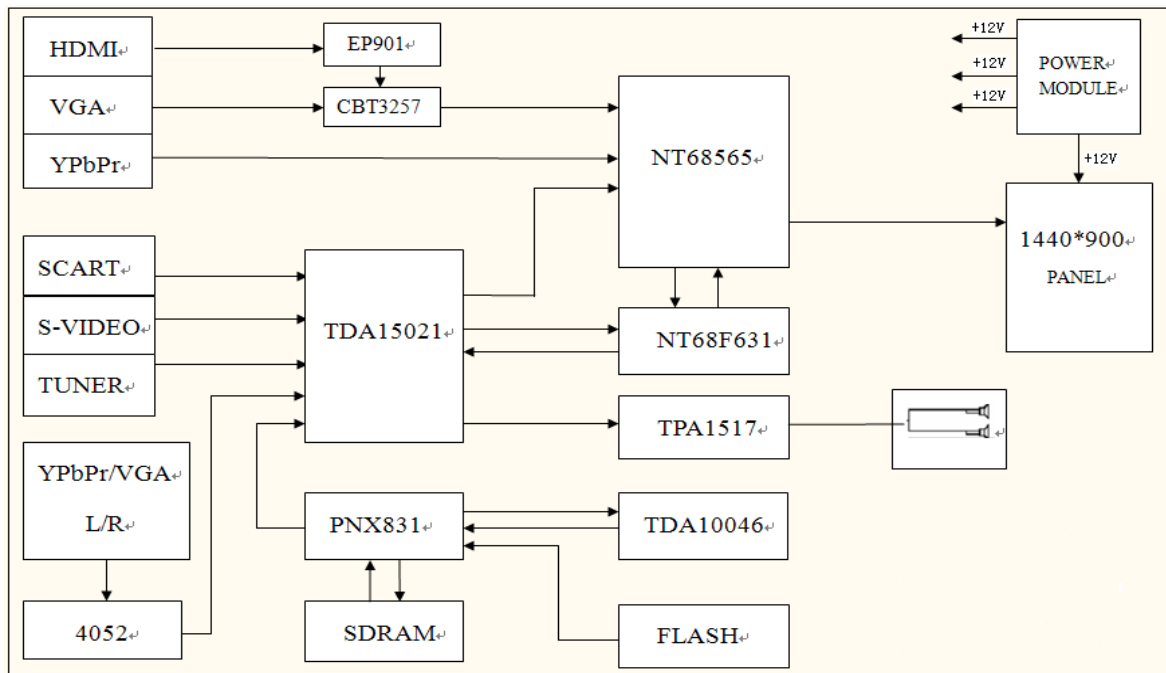 HDMI
EP901
+12V
+12V
+12V
POWER
MODULE
VGA
CBT3257
YPbPr
NT68565
+12V
SCART
S-VIDEO
TUNER
TDA15021
1440*900
PANEL
NT68F631
TPA1517
YPbPr/VGA
L/R
PNX831
TDA10046
4052
SDRAM
FLASH